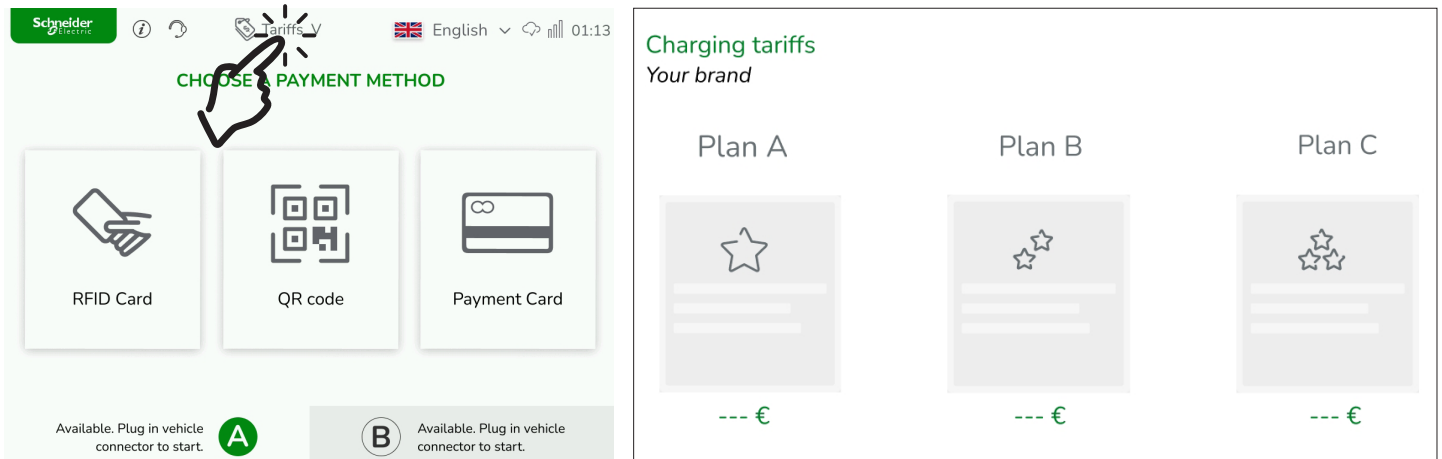 Schneider
Electric
Tariffs_V
English
01:13
CHOOSE A PAYMENT METHOD
RFID Card
QR code
Payment Card
Available. Plug in vehicle
connector to start.
A
B
Available. Plug in vehicle
connector to start.
Charging tariffs
Your brand
Plan A
Plan B
Plan C
--- €
--- €
--- €